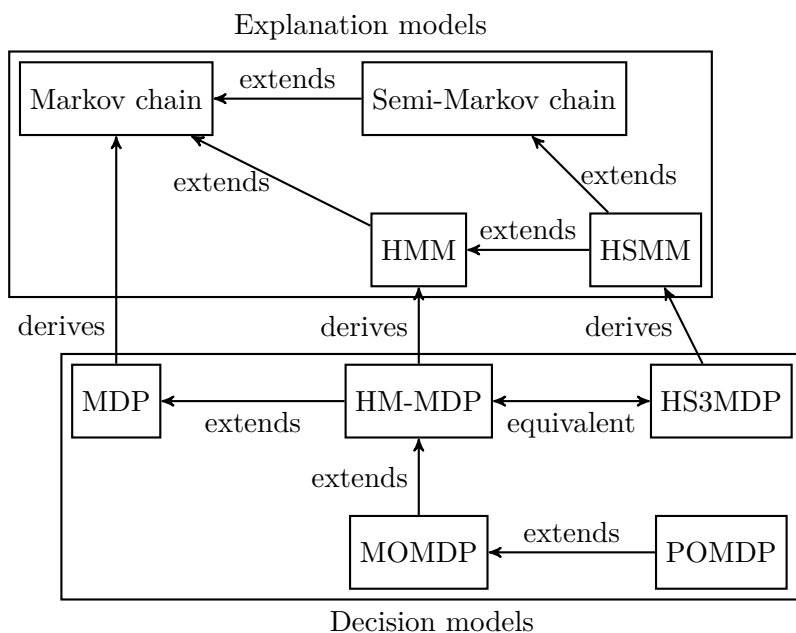 Explanation models
Markov chain
extends
Semi-Markov chain
extends
extends
HMM
extends
HSMM
derives
derives
derives
MDP
extends
HM-MDP
equivalent
HS3MDP
extends
MOMDP
extends
POMDP
Decision models